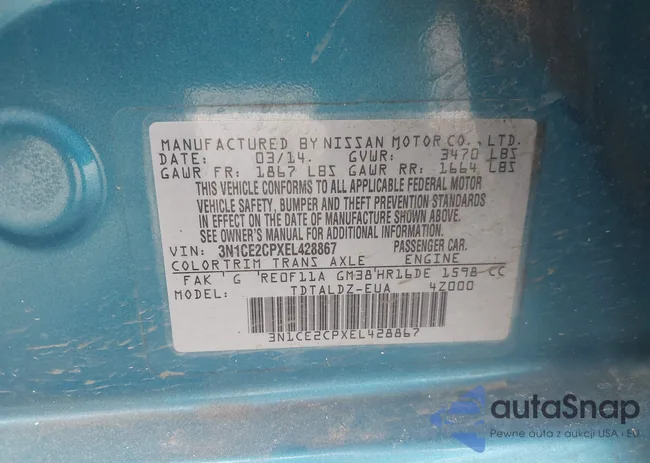 MANUFACTURED BY NISSAN MOTOR CO., LTD.
DATE: 03/14. GVWR: 3470 LBS
GAWR FR: 1867 LBS GAWR RR: 1664 LBS
THIS VEHICLE CONFORMS TO ALL APPLICABLE FEDERAL MOTOR
VEHICLE SAFETY, BUMPER AND THEFT PREVENTION STANDARDS
IN EFFECT ON THE DATE OF MANUFACTURE SHOWN ABOVE.
SEE OWNER'S MANUAL FOR ADDITIONAL INFORMATION.
VIN: 3N1CE2CPXEL428867 PASSENGER CAR.
COLOR TRIM TRANS AXLE ENGINE
FAK ' G 'RE0F11A GM38'HR16DE 1598 CC
MODEL: TDTALDZ-EUA 4Z000
3N1CE2CPXEL428867
autaSnap
Pewne auta z aukcji USA - EU